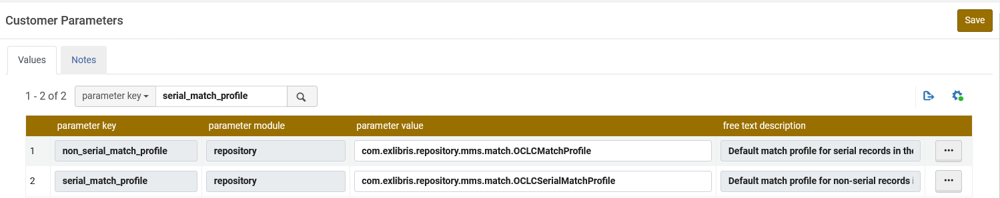 Customer Parameters Save
Values Notes
1 - 2 of 2 parameter key serial_match_profile
parameter key parameter module parameter value free text description
1 non_serial_match_profile repository com.exlibris.repository.mms.match.OCLCMatchProfile Default match profile for serial records in the ...
2 serial_match_profile repository com.exlibris.repository.mms.match.OCLCSerialMatchProfile Default match profile for non-serial records ...